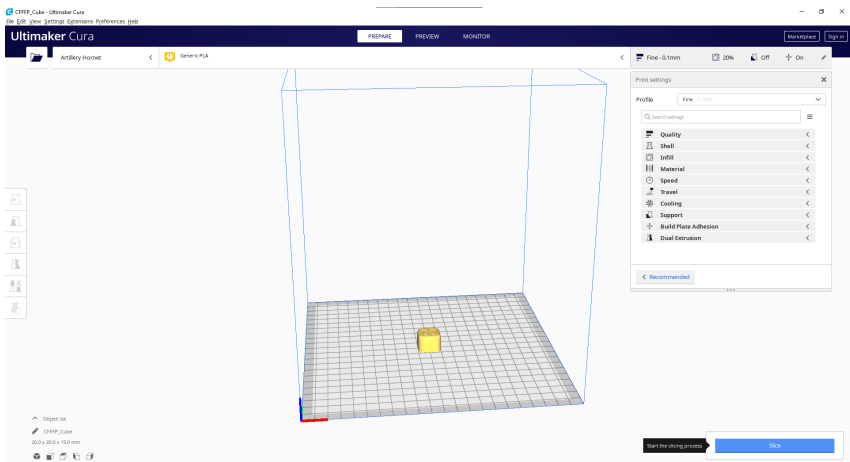 CFFFP_Cube - Ultimaker Cura
File Edit View Settings Extensions Preferences Help
Ultimaker Cura
PREPARE PREVIEW MONITOR
Marketplace Sign in
Artillery Hornet
Generic PLA
Fine - 0.1mm 20% Off On
Print settings
Profile Fine - 0.1mm
Search settings
Quality
Shell
Infill
Material
Speed
Travel
Cooling
Support
Build Plate Adhesion
Dual Extrusion
Recommended
Object list
CFFFP_Cube
20.0 x 20.0 x 15.0 mm
Start the slicing process
Slice